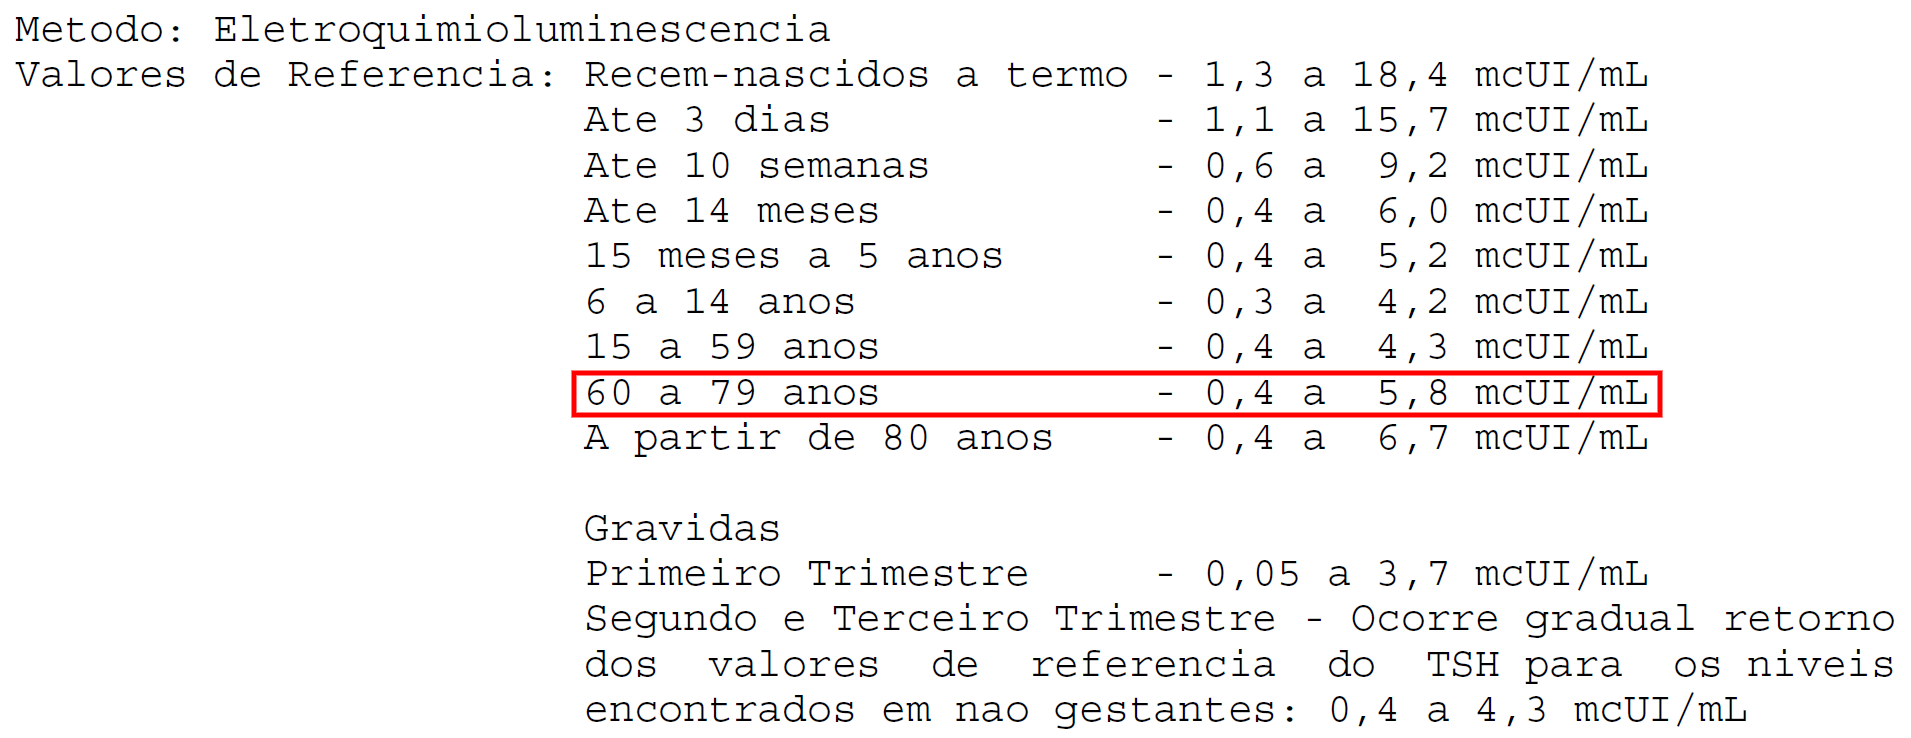 Metodo: Eletroquimioluminescencia
Valores de Referencia: Recem-nascidos a termo - 1,3 a 18,4 mcUI/mL
Ate 3 dias - 1,1 a 15,7 mcUI/mL
Ate 10 semanas - 0,6 a 9,2 mcUI/mL
Ate 14 meses - 0,4 a 6,0 mcUI/mL
15 meses a 5 anos - 0,4 a 5,2 mcUI/mL
6 a 14 anos - 0,3 a 4,2 mcUI/mL
15 a 59 anos - 0,4 a 4,3 mcUI/mL
60 a 79 anos - 0,4 a 5,8 mcUI/mL
A partir de 80 anos - 0,4 a 6,7 mcUI/mL
Gravidas
Primeiro Trimestre - 0,05 a 3,7 mcUI/mL
Segundo e Terceiro Trimestre - Ocorre gradual retorno
dos valores de referencia do TSH para os niveis
encontrados em nao gestantes: 0,4 a 4,3 mcUI/mL